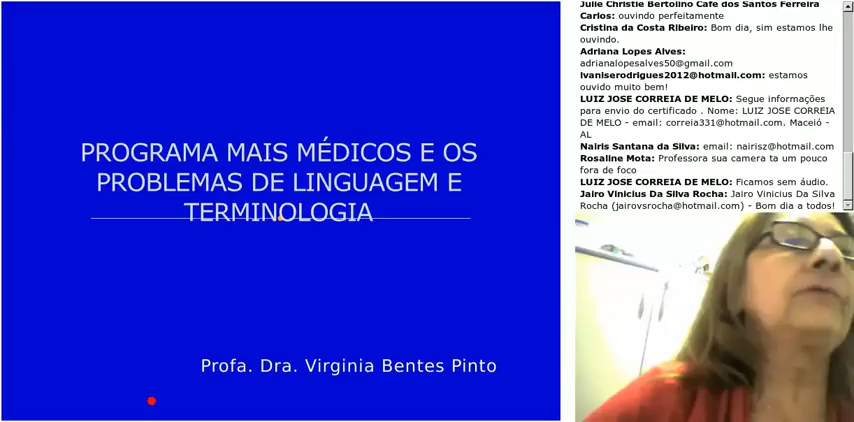 PROGRAMA MAIS MÉDICOS E OS
PROBLEMAS DE LINGUAGEM E
TERMINOLOGIA
Profa. Dra. Virginia Bentes Pinto
Julie Christie Bertolino Café dos Santos Ferreira
Carlos: ouvindo perfeitamente
Cristina da Costa Ribeiro: Bom dia, sim estamos lhe
ouvindo.
Adriana Lopes Alves:
adrianalopesalves50@gmail.com
ivaniserodrigues2012@hotmail.com: estamos
ouvido muito bem!
LUIZ JOSE CORREIA DE MELO: Segue informações
para envio do certificado . Nome: LUIZ JOSE CORREIA
DE MELO - email: correia331@hotmail.com. Maceió -
AL
Nairis Santana da Silva: email: nairisz@hotmail.com
Rosaline Mota: Professora sua camera ta um pouco
fora de foco
LUIZ JOSE CORREIA DE MELO: Ficamos sem áudio.
Jairo Vinicius Da Silva Rocha: Jairo Vinicius Da Silva
Rocha (jairovsrocha@hotmail.com) - Bom dia a todos!